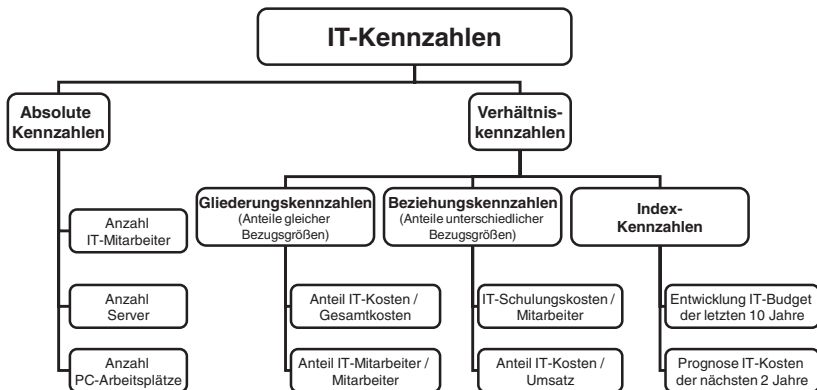 IT-Kennzahlen
Absolute
Kennzahlen
Verhältnis-
kennzahlen
Gliederungskennzahlen
(Anteile gleicher
Bezugsgrößen)
Beziehungskennzahlen
(Anteile unterschiedlicher
Bezugsgrößen)
Index-
Kennzahlen
Anzahl
IT-Mitarbeiter
Anzahl
Server
Anzahl
PC-Arbeitsplätze
Anteil IT-Kosten /
Gesamtkosten
Anteil IT-Mitarbeiter /
Mitarbeiter
IT-Schulungskosten /
Mitarbeiter
Anteil IT-Kosten /
Umsatz
Entwicklung IT-Budget
der letzten 10 Jahre
Prognose IT-Kosten
der nächsten 2 Jahre